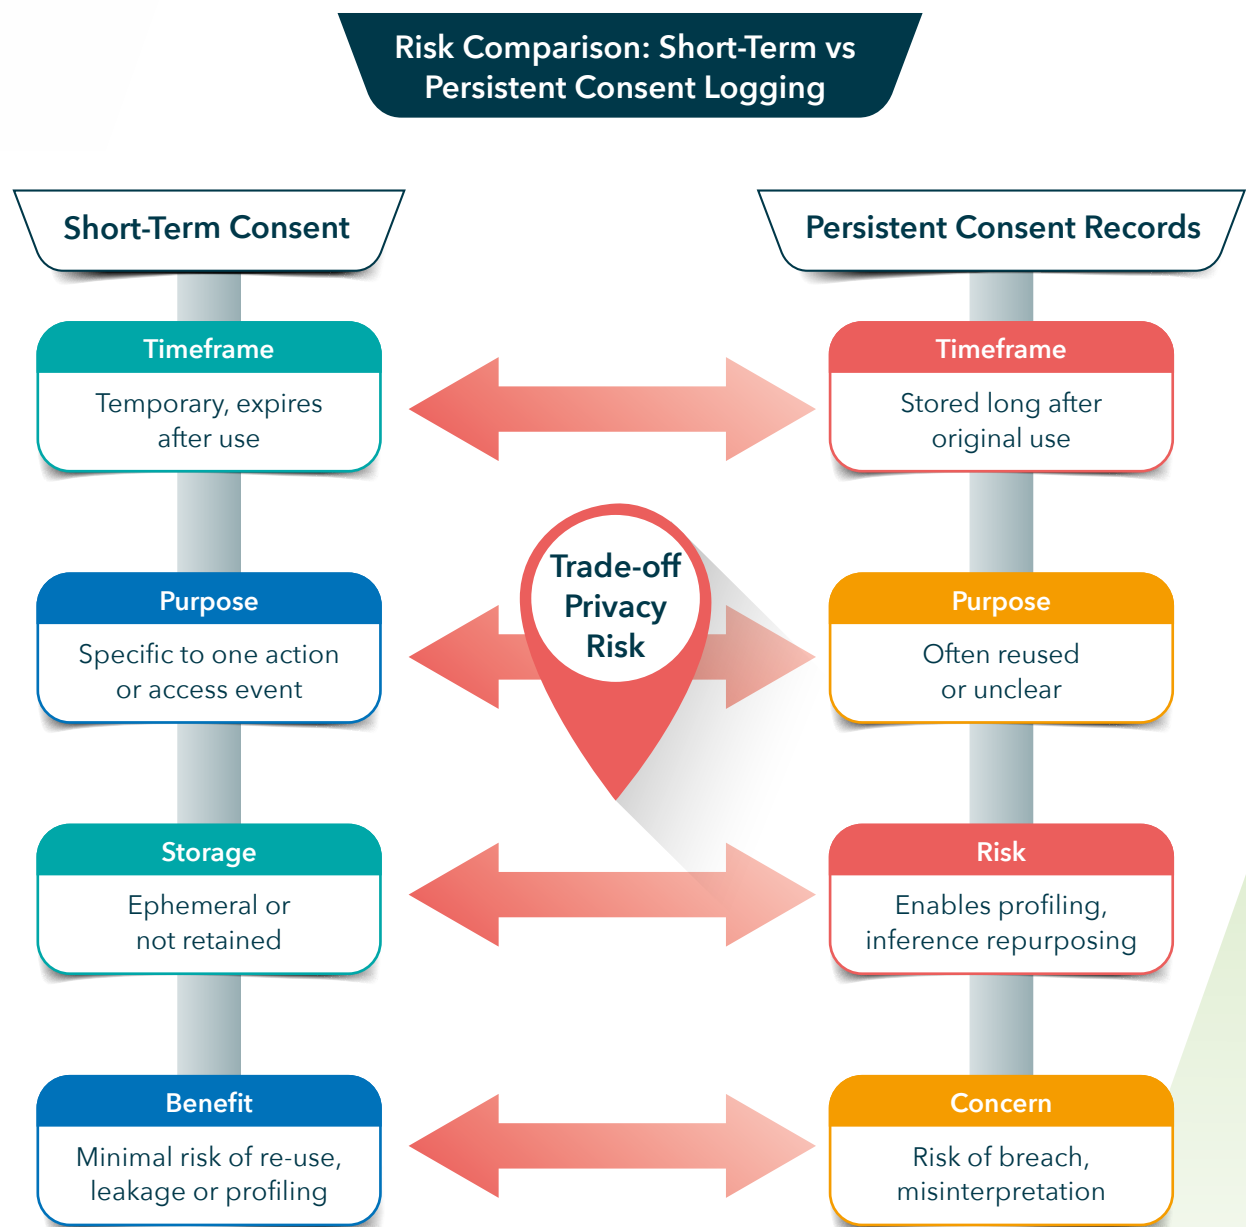 Risk Comparison: Short-Term vs
Persistent Consent Logging
Short-Term Consent
Persistent Consent Records
Timeframe
Temporary, expires
after use
Timeframe
Stored long after
original use
Trade-off
Privacy
Risk
Purpose
Specific to one action
or access event
Purpose
Often reused
or unclear
Storage
Ephemeral or
not retained
Risk
Enables profiling,
inference repurposing
Benefit
Minimal risk of re-use,
leakage or profiling
Concern
Risk of breach,
misinterpretation